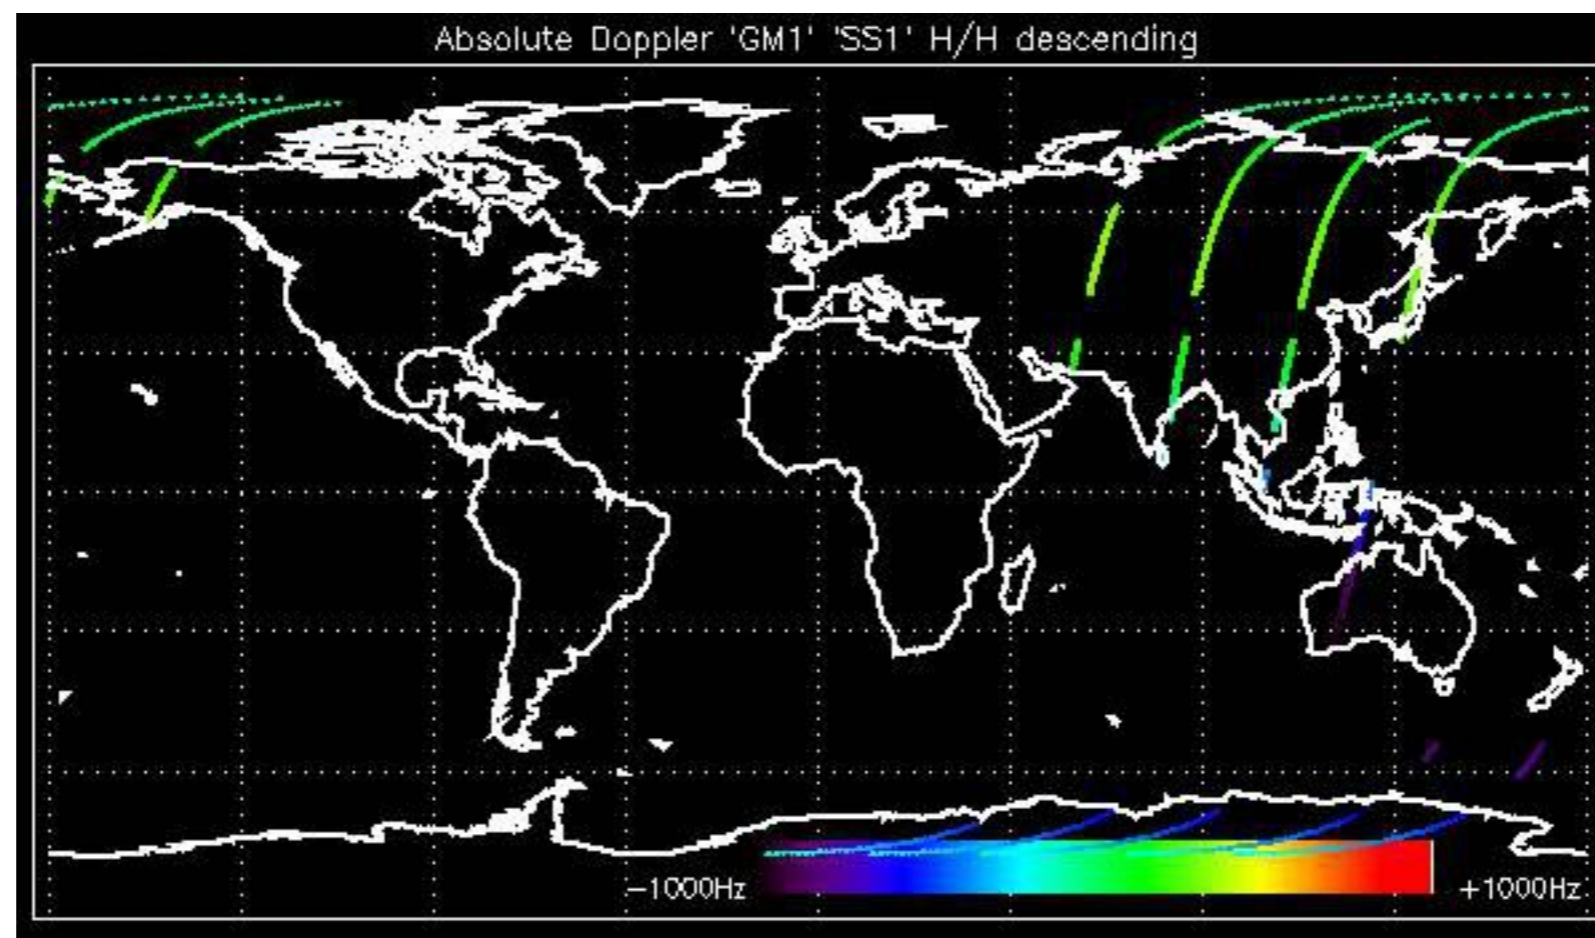 Absolute Doppler 'GM1' 'SS1' H/H descending
-1000Hz +1000Hz